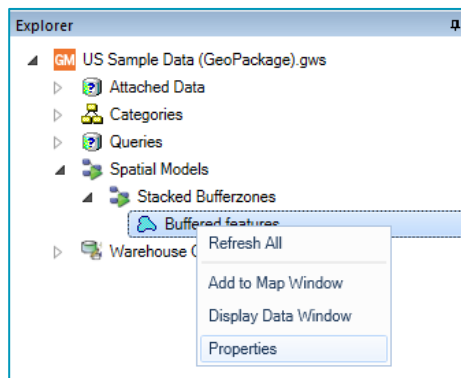 Explorer
GM US Sample Data (GeoPackage).gws
Attached Data
Categories
Queries
Spatial Models
Stacked Bufferzones
Buffered features
Refresh All
Warehouse
Add to Map Window
Display Data Window
Properties